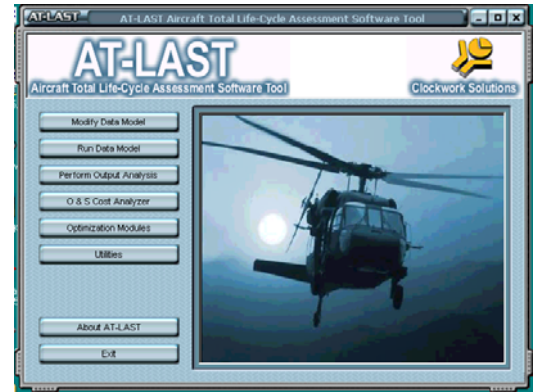 AT-LAST
AT-LAST Aircraft Total Life-Cycle Assessment Software Tool
AT-LAST
Aircraft Total Life-Cycle Assessment Software Tool
Clockwork Solutions
Modify Data Model
Run Data Model
Perform Output Analysis
O & S Cost Analyzer
Optimization Modules
Utilities
About AT-LAST
Exit